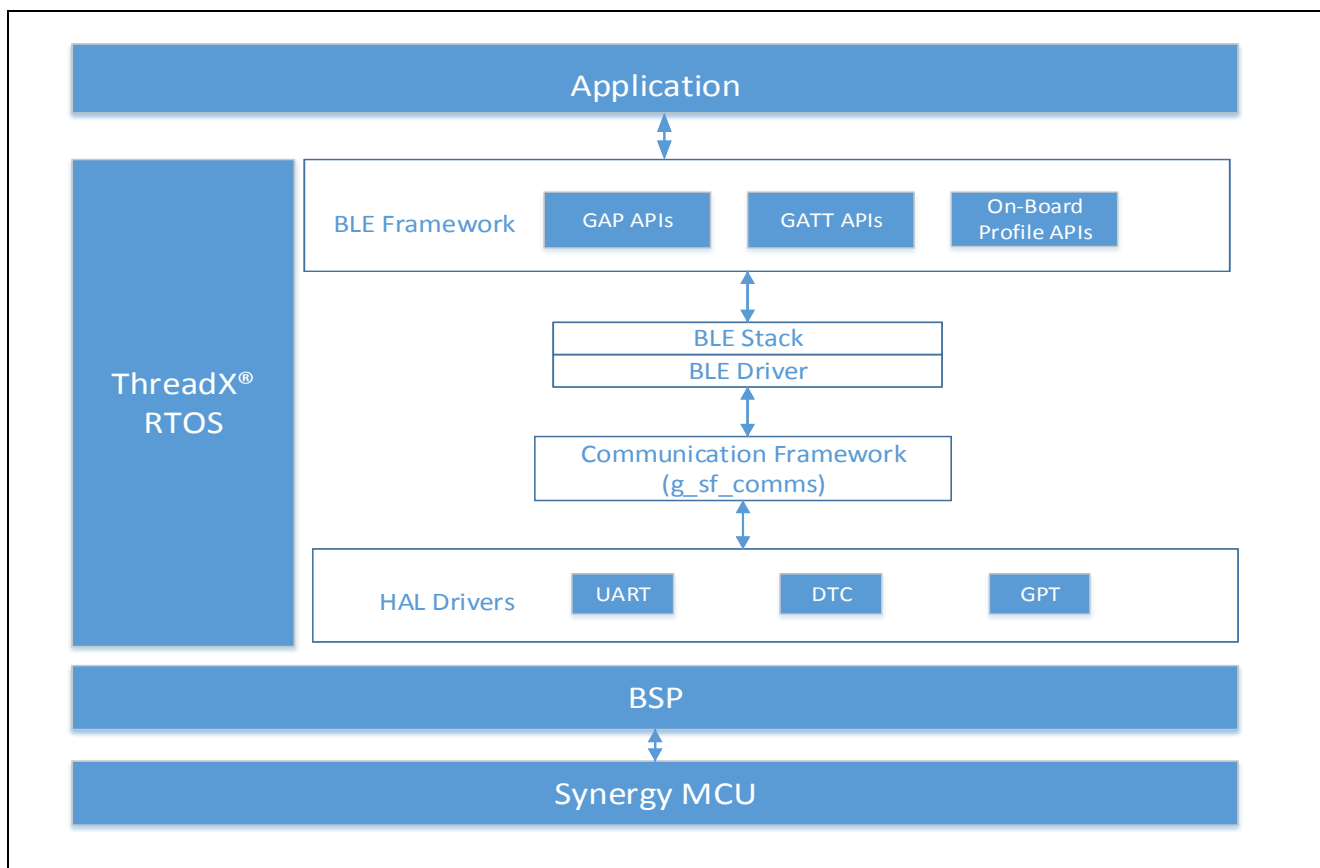 Application
BLE Framework
GAP APIs
GATT APIs
On-Board
Profile APIs
ThreadX®
RTOS
BLE Stack
BLE Driver
Communication Framework
(g_sf_comms)
HAL Drivers
UART
DTC
GPT
BSP
Synergy MCU